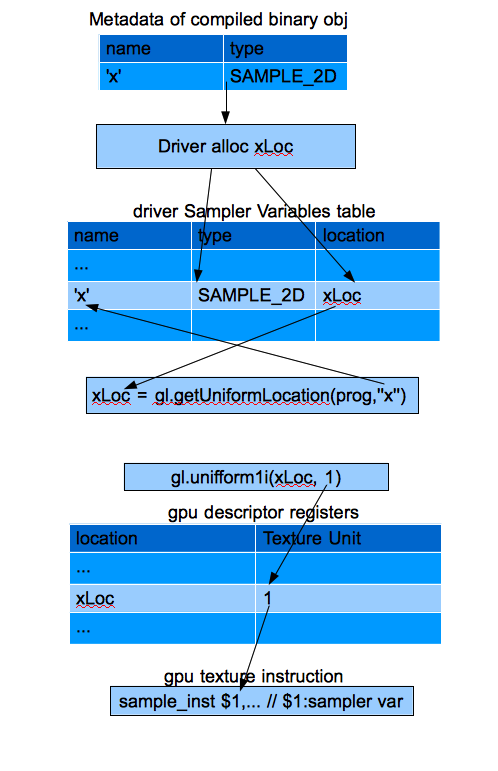 Metadata of compiled binary obj
name type
'x' SAMPLE_2D
Driver alloc xLoc
driver Sampler Variables table
name type location
...
'x' SAMPLE_2D xLoc
...
xLoc = gl.getUniformLocation(prog,"x")
gl.unifform1i(xLoc, 1)
gpu descriptor registers
location Texture Unit
...
xLoc 1
...
gpu texture instruction
sample_inst $1,... // $1:sampler var